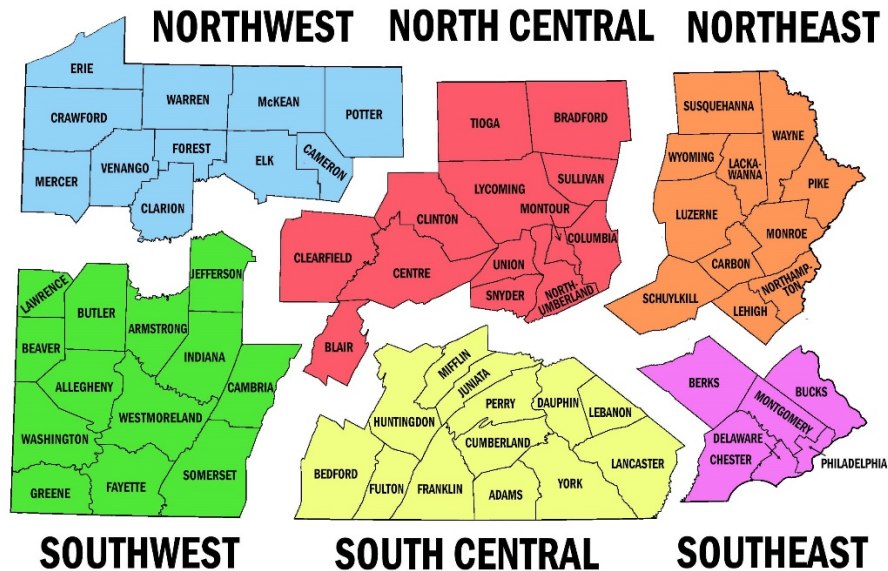 NORTHWEST
NORTH CENTRAL
NORTHEAST
ERIE
CRAWFORD
WARREN
McKEAN
POTTER
MERCER
VENANGO
FOREST
ELK
CAMERON
CLARION
TIOGA
BRADFORD
LYCOMING
SULLIVAN
CLINTON
MONTOUR
COLUMBIA
CLEARFIELD
CENTRE
UNION
SNYDER
NORTH-
UMBERLAND
BLAIR
SUSQUEHANNA
WAYNE
WYOMING
LACKA-
WANNA
PIKE
LUZERNE
MONROE
CARBON
SCHUYLKILL
NORTHAMP-
TON
LEHIGH
LAWRENCE
BUTLER
JEFFERSON
ARMSTRONG
BEAVER
INDIANA
ALLEGHENY
CAMBRIA
WESTMORELAND
WASHINGTON
SOMERSET
GREENE
FAYETTE
MIFFLIN
JUNIATA
HUNTINGDON
PERRY
DAUPHIN
LEBANON
CUMBERLAND
LANCASTER
BEDFORD
FULTON
FRANKLIN
ADAMS
YORK
BERKS
BUCKS
MONTGOMERY
DELAWARE
CHESTER
PHILADELPHIA
SOUTHWEST
SOUTH CENTRAL
SOUTHEAST